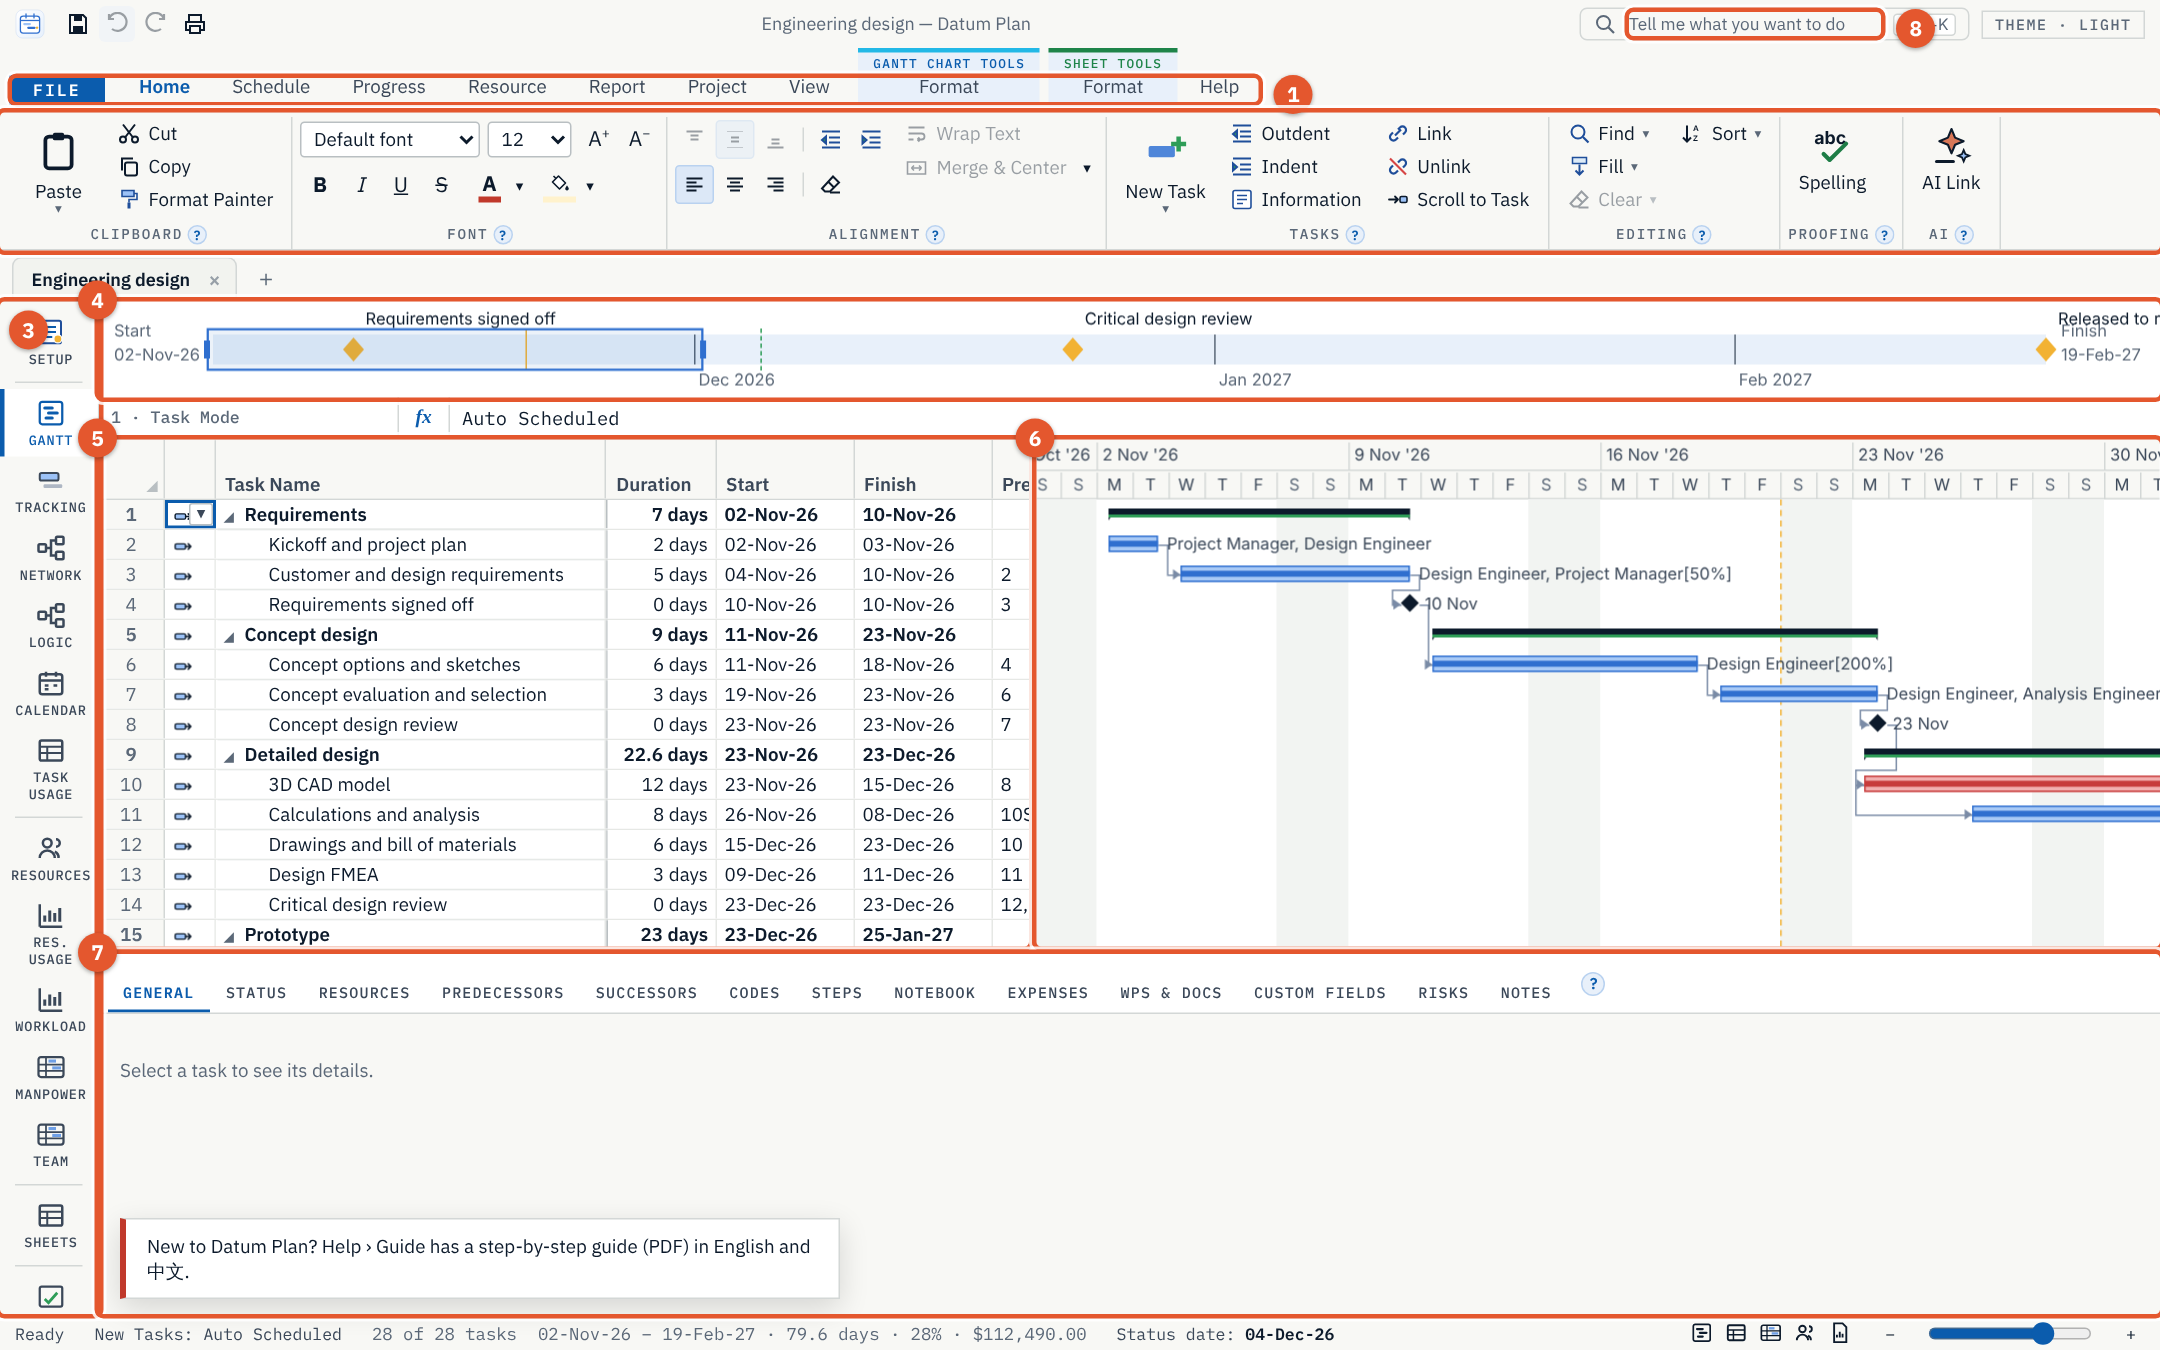 Engineering design — Datum Plan
Tell me what you want to do
8
K
THEME · LIGHT
GANTT CHART TOOLS
SHEET TOOLS
FILE
Home
Schedule
Progress
Resource
Report
Project
View
Format
Format
Help
1
Paste
Cut
Copy
Format Painter
CLIPBOARD ?
Default font
12
A+
A−
B I U S A
FONT ?
Wrap Text
Merge & Center
ALIGNMENT ?
New Task
Outdent
Indent
Information
Link
Unlink
Scroll to Task
TASKS ?
Find
Sort
Fill
Clear
EDITING ?
abc
Spelling
PROOFING ?
AI Link
AI ?
Engineering design ×
+
3
4
SETUP
GANTT
TRACKING
NETWORK
LOGIC
CALENDAR
TASK
USAGE
RESOURCES
RES.
USAGE
WORKLOAD
MANPOWER
TEAM
SHEETS
Start
02-Nov-26
Requirements signed off
Critical design review
Released to
Finish
19-Feb-27
Dec 2026
Jan 2027
Feb 2027
1 · Task Mode
fx
Auto Scheduled
5
6
Task Name Duration Start Finish Pre
1 Requirements 7 days 02-Nov-26 10-Nov-26
2 Kickoff and project plan 2 days 02-Nov-26 03-Nov-26
3 Customer and design requirements 5 days 04-Nov-26 10-Nov-26 2
4 Requirements signed off 0 days 10-Nov-26 10-Nov-26 3
5 Concept design 9 days 11-Nov-26 23-Nov-26
6 Concept options and sketches 6 days 11-Nov-26 18-Nov-26 4
7 Concept evaluation and selection 3 days 19-Nov-26 23-Nov-26 6
8 Concept design review 0 days 23-Nov-26 23-Nov-26 7
9 Detailed design 22.6 days 23-Nov-26 23-Dec-26
10 3D CAD model 12 days 23-Nov-26 15-Dec-26 8
11 Calculations and analysis 8 days 26-Nov-26 08-Dec-26 10S
12 Drawings and bill of materials 6 days 15-Dec-26 23-Dec-26 10
13 Design FMEA 3 days 09-Dec-26 11-Dec-26 11
14 Critical design review 0 days 23-Dec-26 23-Dec-26 12,
15 Prototype 23 days 23-Dec-26 25-Jan-27
Oct '26 2 Nov '26 9 Nov '26 16 Nov '26 23 Nov '26 30 Nov
S S M T W T F S S M T W T F S S M T W T F S S M T W T F S S M T
Project Manager, Design Engineer
Design Engineer, Project Manager[50%]
10 Nov
Design Engineer[200%]
Design Engineer, Analysis Engineer
23 Nov
7
GENERAL STATUS RESOURCES PREDECESSORS SUCCESSORS CODES STEPS NOTEBOOK EXPENSES WPS & DOCS CUSTOM FIELDS RISKS NOTES ?
Select a task to see its details.
New to Datum Plan? Help › Guide has a step-by-step guide (PDF) in English and
中文.
Ready
New Tasks: Auto Scheduled
28 of 28 tasks
02-Nov-26 – 19-Feb-27 · 79.6 days · 28% · $112,490.00
Status date: 04-Dec-26
− +